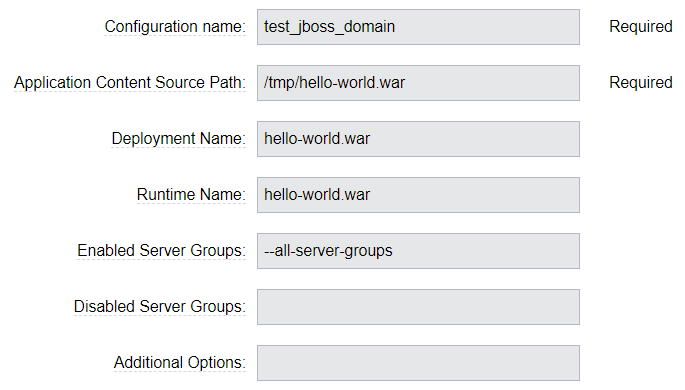 Configuration name: test_jboss_domain Required
Application Content Source Path: /tmp/hello-world.war Required
Deployment Name: hello-world.war
Runtime Name: hello-world.war
Enabled Server Groups: --all-server-groups
Disabled Server Groups:
Additional Options: